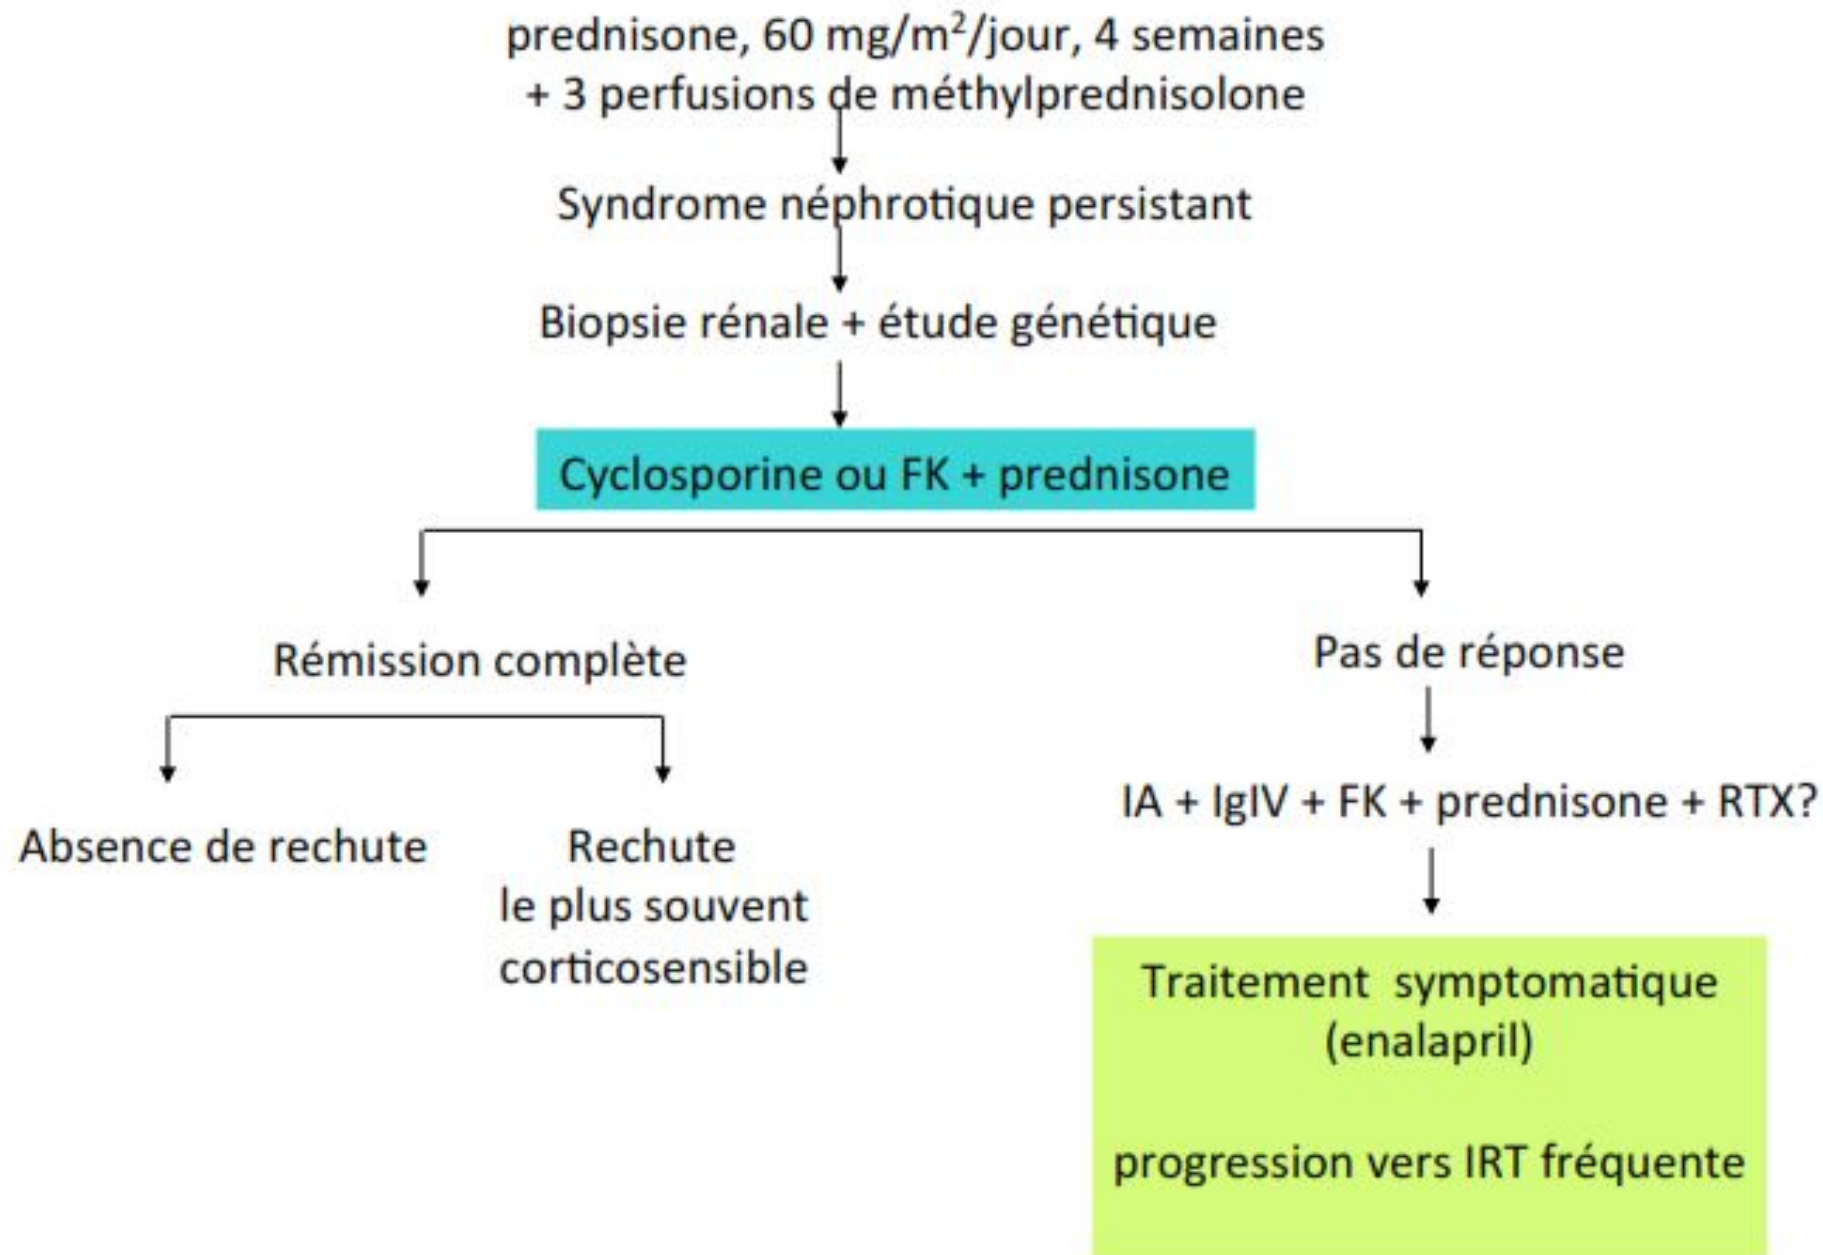 prednisone, 60 mg/m²/jour, 4 semaines
+ 3 perfusions de méthylprednisolone
Syndrome néphrotique persistant
Biopsie rénale + étude génétique
Cyclosporine ou FK + prednisone
Rémission complète
Pas de réponse
IA + IgIV + FK + prednisone + RTX?
Absence de rechute
Rechute
le plus souvent
corticosensible
Traitement symptomatique
(enalapril)
progression vers IRT fréquente